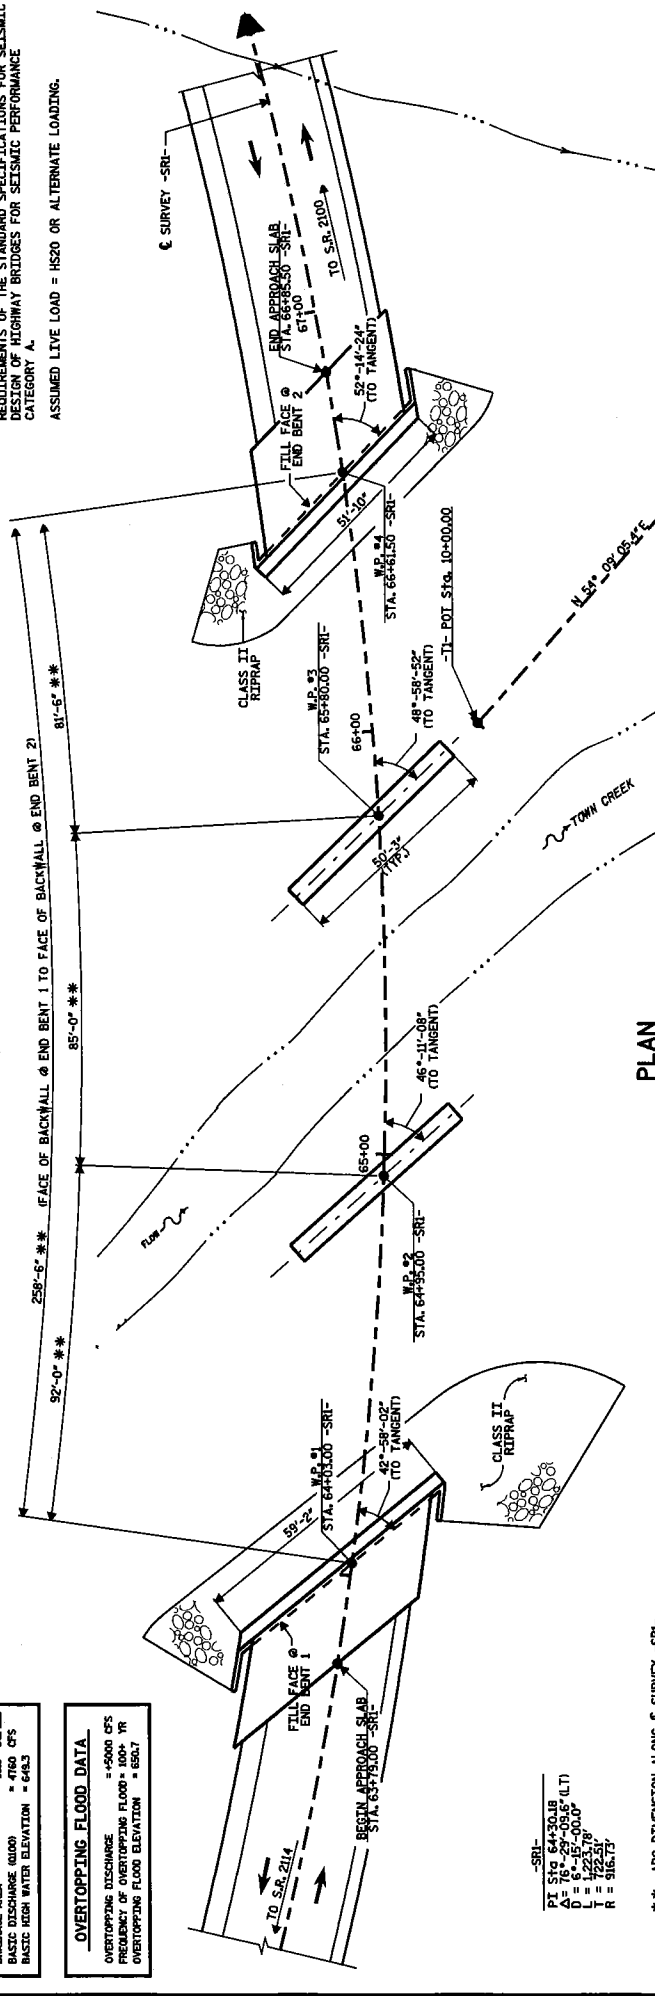 REQUIREMENTS OF THE STANDARD SPECIFICATIONS FOR SEISMIC
DESIGN OF HIGHWAY BRIDGES FOR SEISMIC PERFORMANCE
CATEGORY A.
ASSUMED LIVE LOAD = HS20 OR ALTERNATE LOADING.
BASIC DISCHARGE (Q100) = 4760 CFS
BASIC HIGH WATER ELEVATION = 649.3
OVERTOPPING FLOOD DATA
OVERTOPPING DISCHARGE = +5000 CFS
FREQUENCY OF OVERTOPPING FLOOD = 100+ YR
OVERTOPPING FLOOD ELEVATION = 650.7
258'-6" ** (FACE OF BACKWALL @ END BENT 1 TO FACE OF BACKWALL @ END BENT 2)
92'-0" **
85'-0" **
81'-6" **
TO S.R. 2114
BEGIN APPROACH SLAB
STA. 63+79.00 -SR1-
FILL FACE @
END BENT 1
59'-2"
W.P. #1
STA. 64+03.00 -SR1-
42°-58'-02"
(TO TANGENT)
CLASS II
RIPRAP
FLOW
W.P. #2
STA. 64+95.00 -SR1-
65+00
46°-11'-08"
(TO TANGENT)
TOWN CREEK
50'-3"
(TYP.)
W.P. #3
STA. 65+80.00 -SR1-
66+00
48°-58'-52"
(TO TANGENT)
-T1- POT Sta. 10+00.00
N 54° 09' 05.4" E
CLASS II
RIPRAP
51'-10"
W.P. #4
STA. 66+61.50 -SR1-
FILL FACE @
END BENT 2
52°-14'-24"
(TO TANGENT)
END APPROACH SLAB
STA. 66+85.50 -SR1-
67+00
TO S.R. 2100
℄ SURVEY -SR1-
PLAN
-SR1-
PI Sta 64+30.18
Δ = 76°-29'-09.6" (LT)
D = 6°-15'-00.0"
L = 1,223.78'
T = 722.51'
R = 916.73'
** ARC DIMENSION ALONG ℄ SURVEY -SR1-